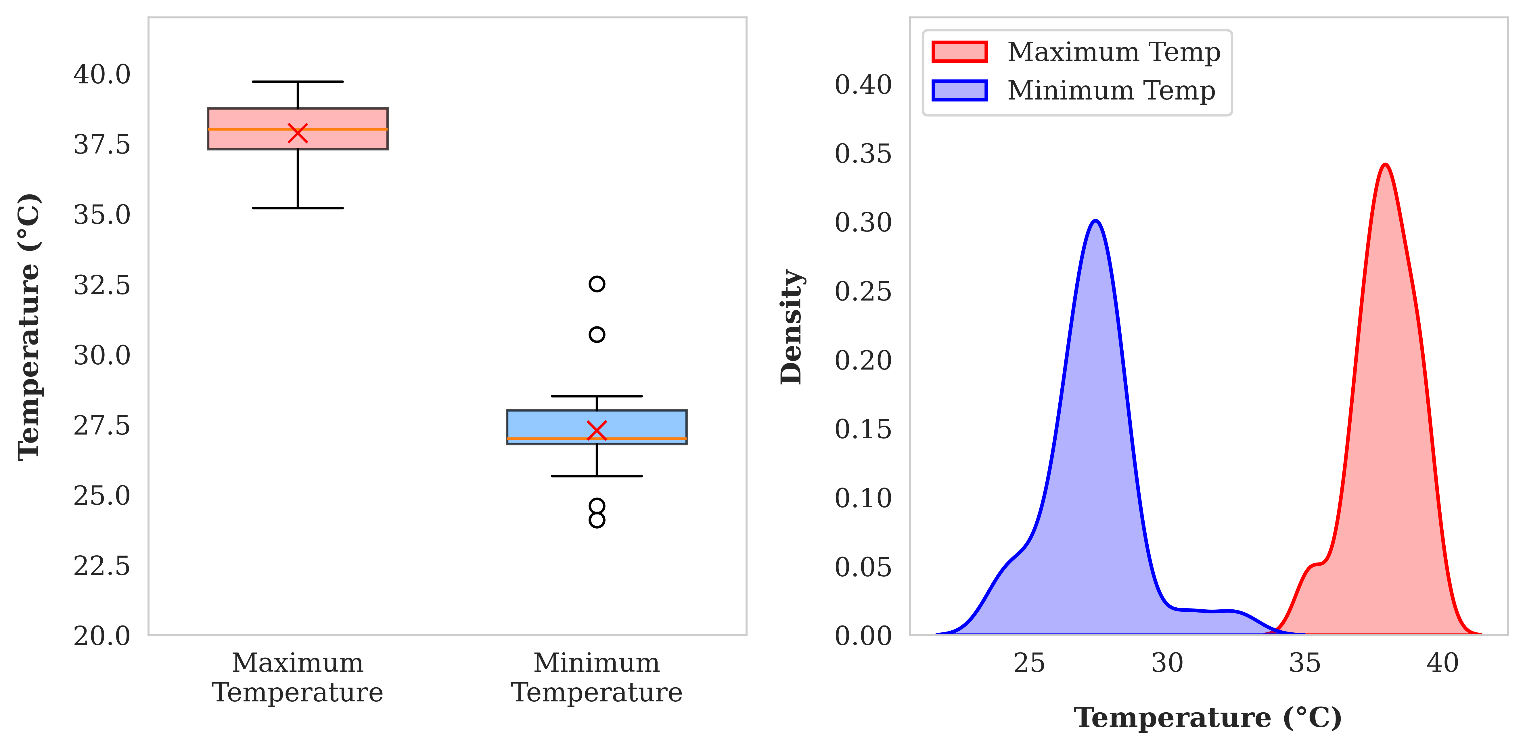 Temperature (°C)
40.0
37.5
35.0
32.5
30.0
27.5
25.0
22.5
20.0
Maximum
Temperature
Minimum
Temperature
Maximum Temp
Minimum Temp
Density
0.40
0.35
0.30
0.25
0.20
0.15
0.10
0.05
0.00
25 30 35 40
Temperature (°C)